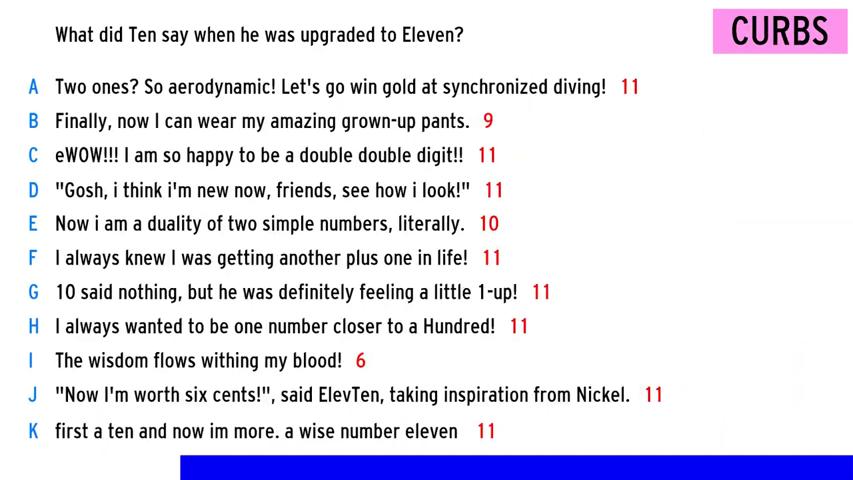 What did Ten say when he was upgraded to Eleven?
CURBS
A Two ones? So aerodynamic! Let's go win gold at synchronized diving! 11
B Finally, now I can wear my amazing grown-up pants. 9
C eWOW!!! I am so happy to be a double double digit!! 11
D "Gosh, i think i'm new now, friends, see how i look!" 11
E Now i am a duality of two simple numbers, literally. 10
F I always knew I was getting another plus one in life! 11
G 10 said nothing, but he was definitely feeling a little 1-up! 11
H I always wanted to be one number closer to a Hundred! 11
I The wisdom flows withing my blood! 6
J "Now I'm worth six cents!", said ElevTen, taking inspiration from Nickel. 11
K first a ten and now im more. a wise number eleven 11